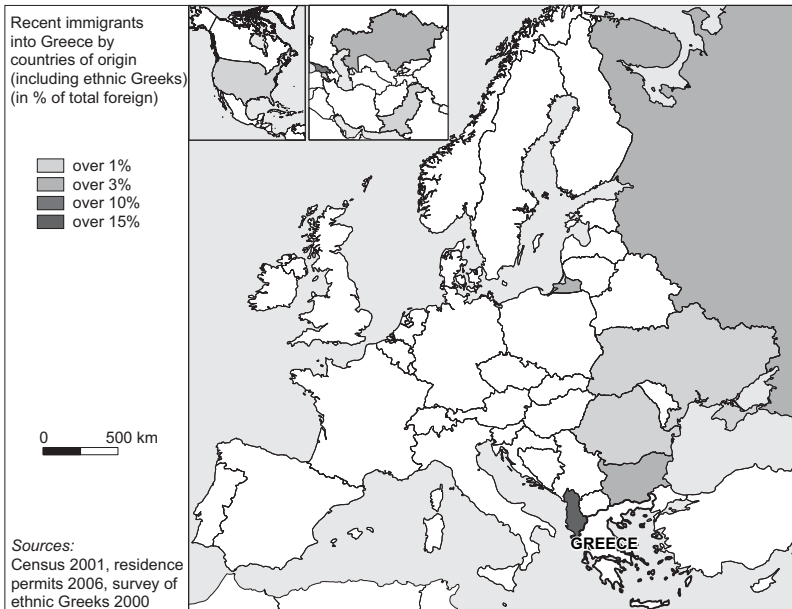 Recent immigrants
into Greece by
countries of origin
(including ethnic Greeks)
(in % of total foreign)
over 1%
over 3%
over 10%
over 15%
0 500 km
Sources:
Census 2001, residence
permits 2006, survey of
ethnic Greeks 2000
GREECE